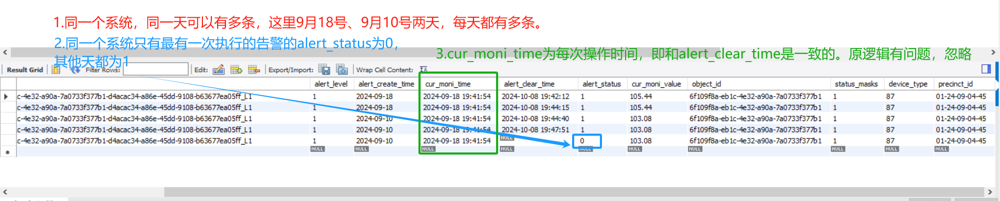 1.同一个系统，同一天可以有多条，这里9月18号、9月10号两天，每天都有多条。
2.同一个系统只有最有一次执行的告警的alert_status为0，
其他天都为1
3.cur_moni_time为每次操作时间，即和alert_clear_time是一致的。原逻辑有问题，忽略
Result Grid Filter Rows: Edit: Export/Import: Wrap Cell Content:
alert_level alert_create_time cur_moni_time alert_clear_time alert_status cur_moni_value object_id status_masks device_type precinct_id
:c-4e32-a90a-7a0733f377b1-d4acac34-a86e-45dd-9108-b63677ea05ff_L1 1 2024-09-18 2024-09-18 19:41:54 2024-10-08 19:42:12 1 105.44 6f109f8a-eb1c-4e32-a90a-7a0733f377b1 1 87 01-24-09-04-45
:c-4e32-a90a-7a0733f377b1-d4acac34-a86e-45dd-9108-b63677ea05ff_L1 1 2024-09-18 2024-09-18 19:41:54 2024-10-08 19:44:15 1 105.44 6f109f8a-eb1c-4e32-a90a-7a0733f377b1 1 87 01-24-09-04-45
:c-4e32-a90a-7a0733f377b1-d4acac34-a86e-45dd-9108-b63677ea05ff_L1 1 2024-09-10 2024-09-18 19:41:54 2024-10-08 19:44:40 1 103.08 6f109f8a-eb1c-4e32-a90a-7a0733f377b1 1 87 01-24-09-04-45
:c-4e32-a90a-7a0733f377b1-d4acac34-a86e-45dd-9108-b63677ea05ff_L1 1 2024-09-10 2024-09-18 19:41:54 2024-10-08 19:47:51 1 103.08 6f109f8a-eb1c-4e32-a90a-7a0733f377b1 1 87 01-24-09-04-45
:c-4e32-a90a-7a0733f377b1-d4acac34-a86e-45dd-9108-b63677ea05ff_L1 1 2024-09-10 2024-09-18 19:41:54 NULL 0 103.08 6f109f8a-eb1c-4e32-a90a-7a0733f377b1 1 87 01-24-09-04-45
NULL NULL NULL NULL NULL NULL NULL NULL NULL NULL